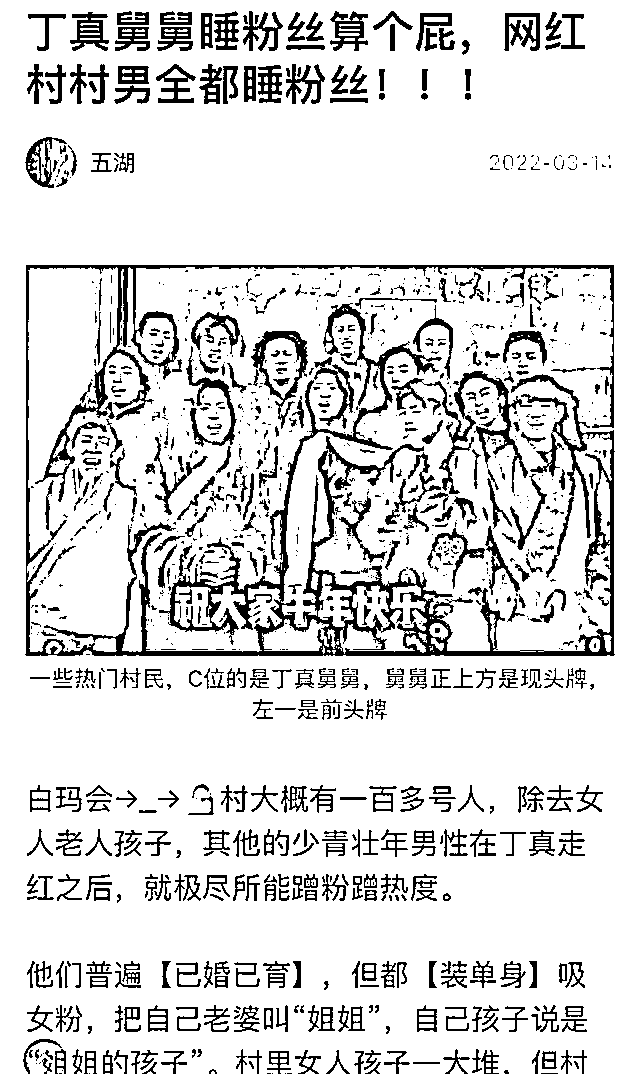 丁真舅舅睡粉丝算个屁，网红
村村男全都睡粉丝！！！
五湖
2022-03-14
祖大家牛年快乐
一些热门村民，C位的是丁真舅舅，舅舅正上方是现头牌，
左一是前头牌
白玛会→_→ 村大概有一百多号人，除去女
人老人孩子，其他的少青壮年男性在丁真走
红之后，就极尽所能蹭粉蹭热度。
他们普遍【已婚已育】，但都【装单身】吸
女粉，把自己老婆叫“姐姐”，自己孩子说是
“姐姐的孩子”。村里女人孩子一大堆，但村